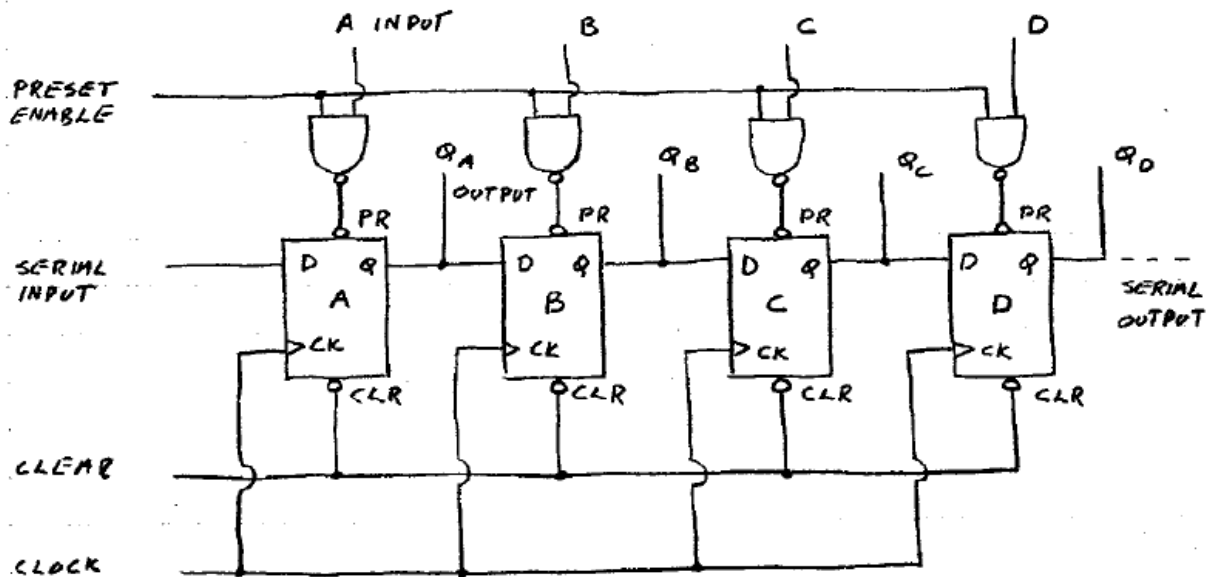 A INPUT
B
C
D
PRESET
ENABLE
QA
OUTPUT
QB
QC
QD
PR
PR
PR
PR
SERIAL
INPUT
D Q
D Q
D Q
D Q
A
B
C
D
SERIAL
OUTPUT
CK
CK
CK
CK
CLR
CLR
CLR
CLR
CLEAR
CLOCK